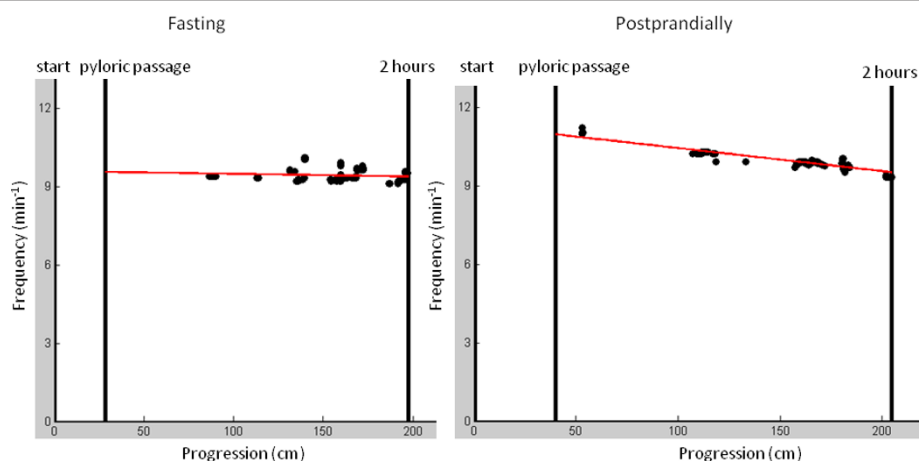 Fasting
start pyloric passage 2 hours
12
9
6
3
0
0 50 100 150 200
Frequency (min⁻¹)
Progression (cm)
Postprandially
start pyloric passage 2 hours
12
9
6
3
0
0 50 100 150 200
Frequency (min⁻¹)
Progression (cm)